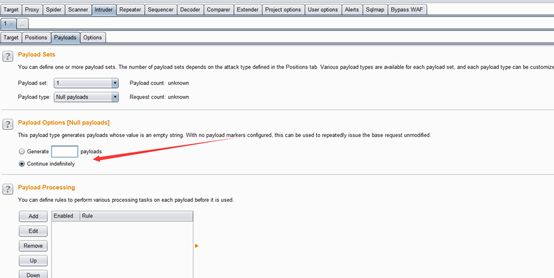 Target Proxy Spider Scanner Intruder Repeater Sequencer Decoder Comparer Extender Project options User options Alerts Sqlmap Bypass WAF
1 ...
Target Positions Payloads Options
? Payload Sets
You can define one or more payload sets. The number of payload sets depends on the attack type defined in the Positions tab. Various payload types are available for each payload set, and each payload type can be customize
Payload set: 1 Payload count: unknown
Payload type: Null payloads Request count: unknown
? Payload Options [Null payloads]
This payload type generates payloads whose value is an empty string. With no payload markers configured, this can be used to repeatedly issue the base request unmodified.
Generate payloads
Continue indefinitely
? Payload Processing
You can define rules to perform various processing tasks on each payload before it is used.
Add Enabled Rule
Edit
Remove
Up
Down